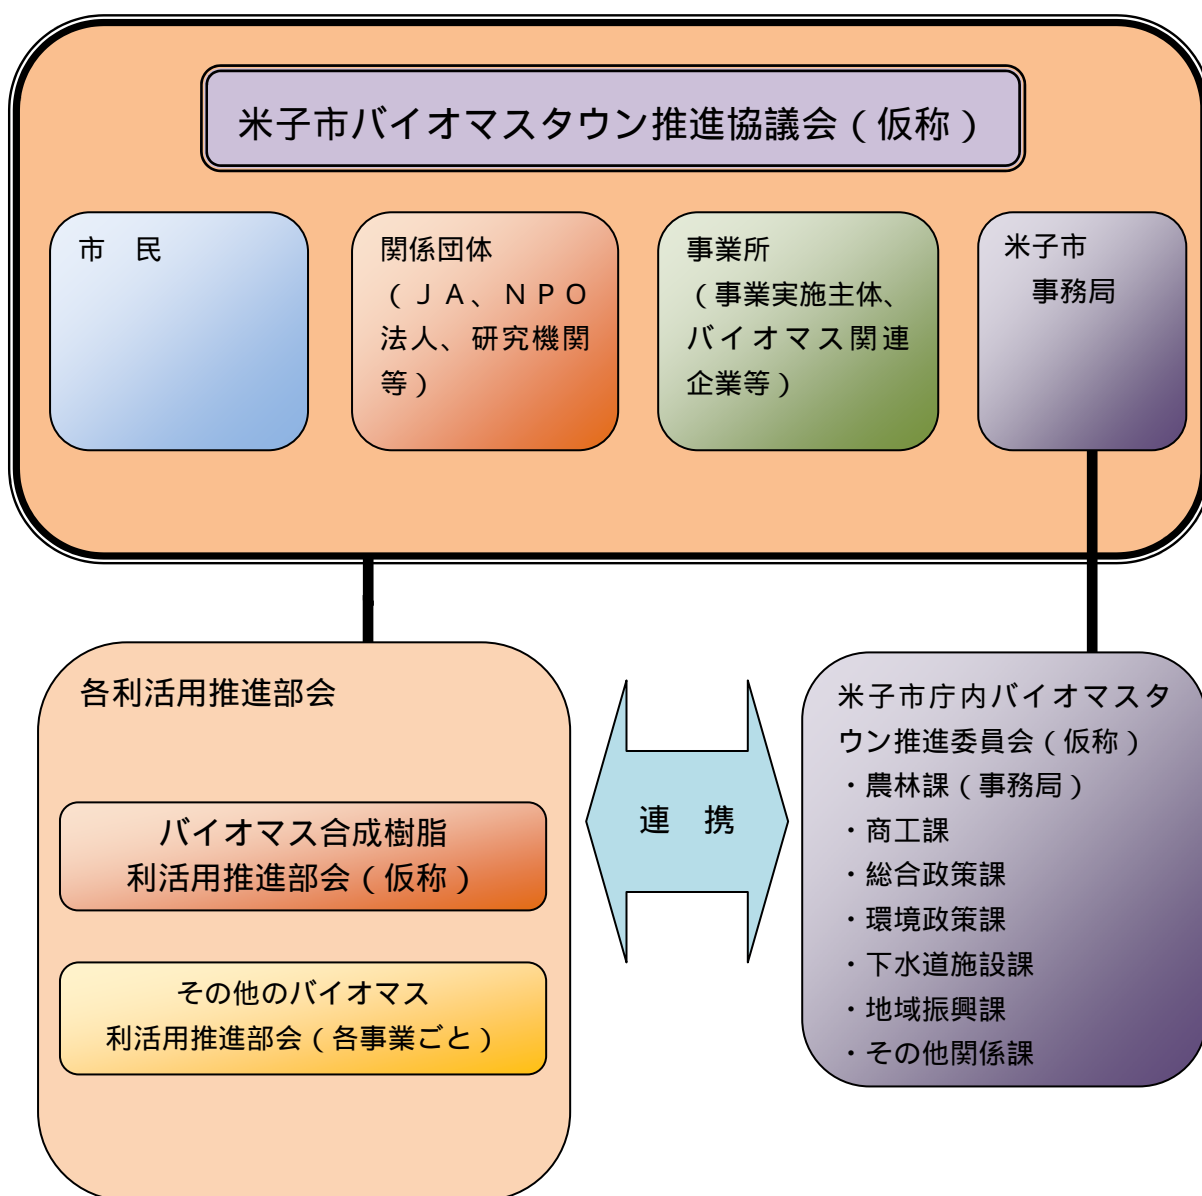 米子市バイオマスタウン推進協議会（仮称）
市　民
関係団体
（ＪＡ、ＮＰＯ
法人、研究機関
等）
事業所
（事業実施主体、
バイオマス関連
企業等）
米子市
事務局
各利活用推進部会
バイオマス合成樹脂
利活用推進部会（仮称）
その他のバイオマス
利活用推進部会（各事業ごと）
連　携
米子市庁内バイオマスタ
ウン推進委員会（仮称）
・農林課（事務局）
・商工課
・総合政策課
・環境政策課
・下水道施設課
・地域振興課
・その他関係課